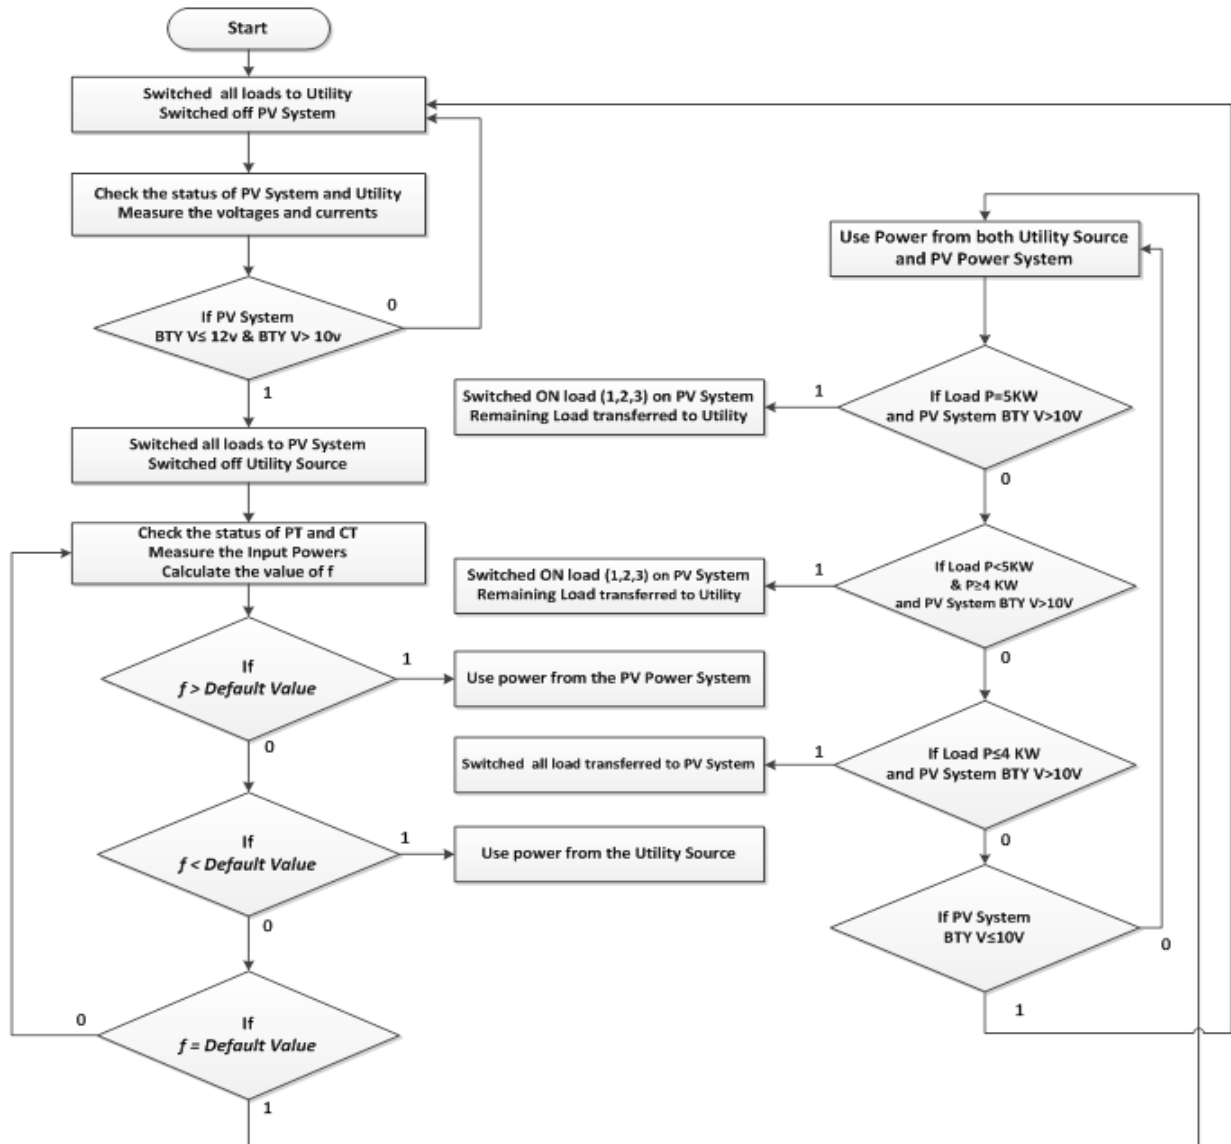 Start
Switched all loads to Utility
Switched off PV System
Check the status of PV System and Utility
Measure the voltages and currents
If PV System
BTY V≤ 12v & BTY V> 10v
0
1
Switched all loads to PV System
Switched off Utility Source
Check the status of PT and CT
Measure the Input Powers
Calculate the value of f
If
f > Default Value
1
Use power from the PV Power System
0
If
f < Default Value
1
Use power from the Utility Source
0
If
f = Default Value
0
1
Use Power from both Utility Source
and PV Power System
If Load P=5KW
and PV System BTY V>10V
1
Switched ON load (1,2,3) on PV System
Remaining Load transferred to Utility
0
If Load P<5KW
& P≥4 KW
and PV System BTY V>10V
1
Switched ON load (1,2,3) on PV System
Remaining Load transferred to Utility
0
If Load P≤4 KW
and PV System BTY V>10V
1
Switched all load transferred to PV System
0
If PV System
BTY V≤10V
0
1